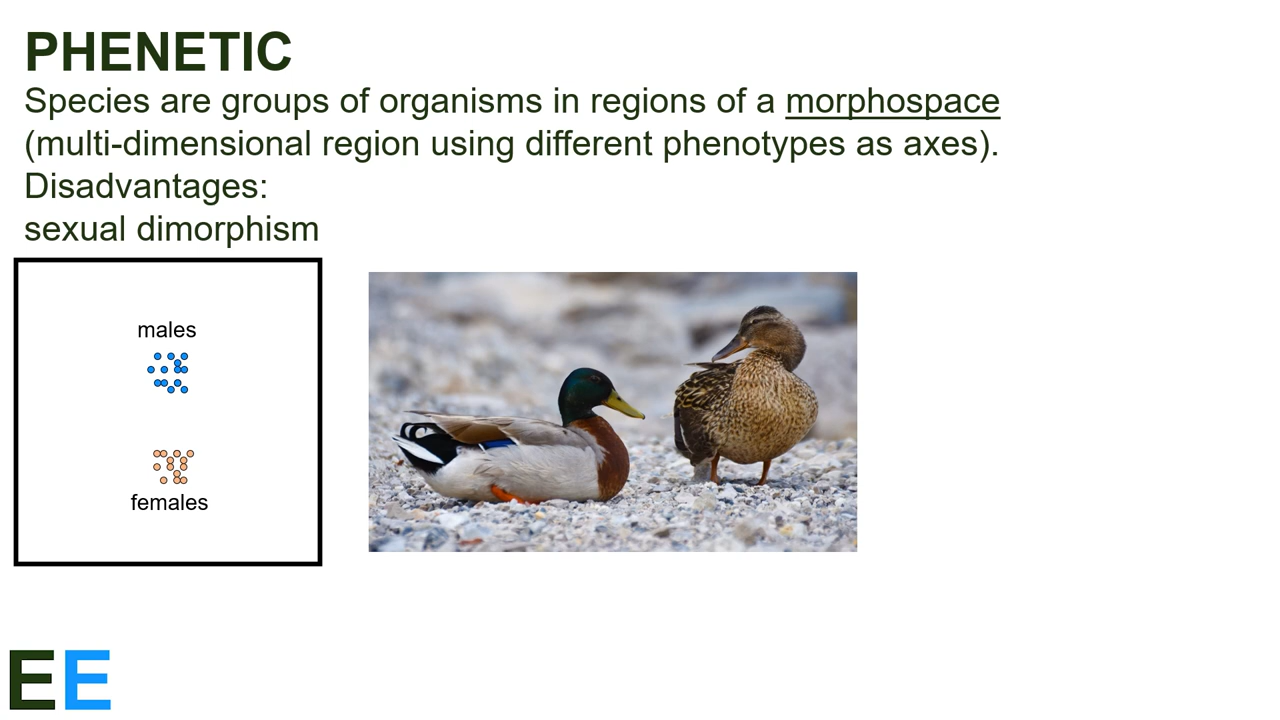 PHENETIC
Species are groups of organisms in regions of a morphospace
(multi-dimensional region using different phenotypes as axes).
Disadvantages:
sexual dimorphism
males
females
EE